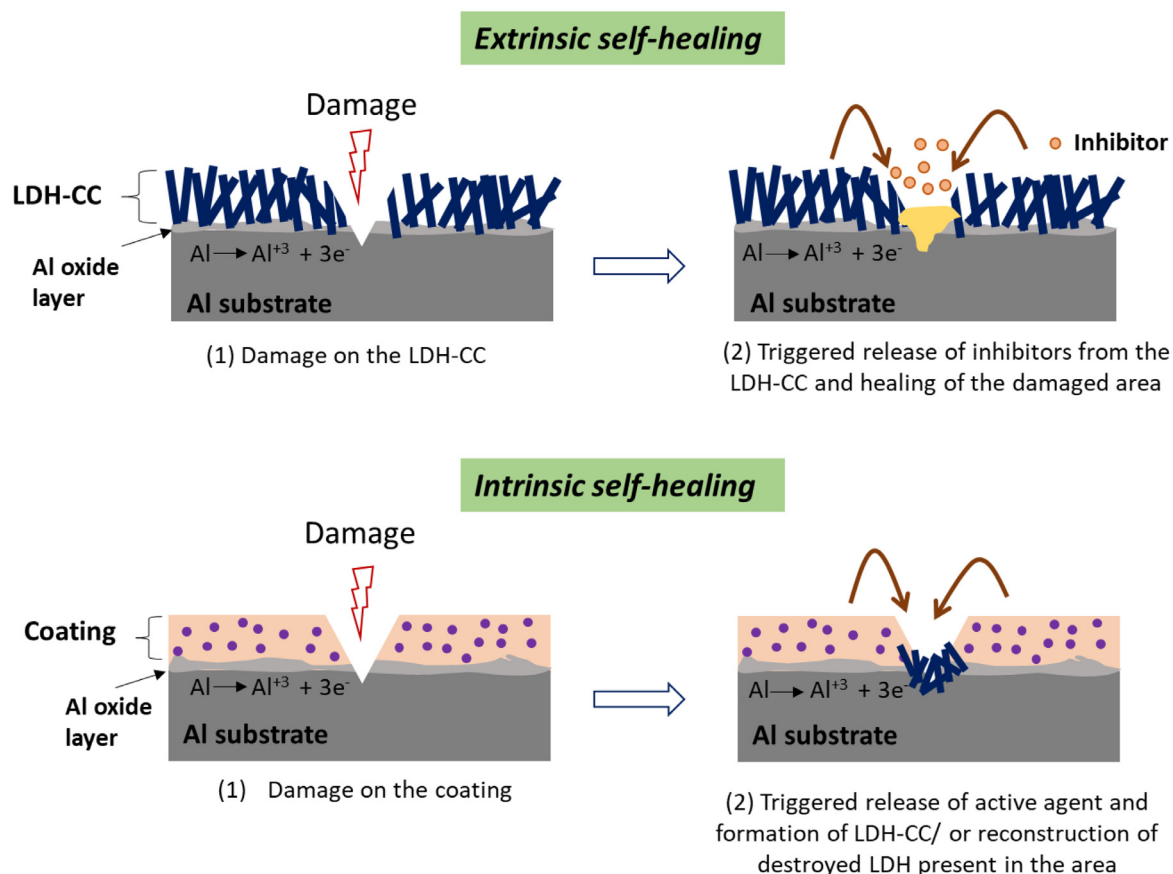 Extrinsic self-healing
Damage
Inhibitor
LDH-CC
Al oxide
layer
Al → Al⁺³ + 3e⁻
Al substrate
Al → Al⁺³ + 3e⁻
Al substrate
(1) Damage on the LDH-CC
(2) Triggered release of inhibitors from the
LDH-CC and healing of the damaged area
Intrinsic self-healing
Damage
Coating
Al oxide
layer
Al → Al⁺³ + 3e⁻
Al substrate
Al → Al⁺³ + 3e⁻
Al substrate
(1) Damage on the coating
(2) Triggered release of active agent and
formation of LDH-CC/ or reconstruction of
destroyed LDH present in the area